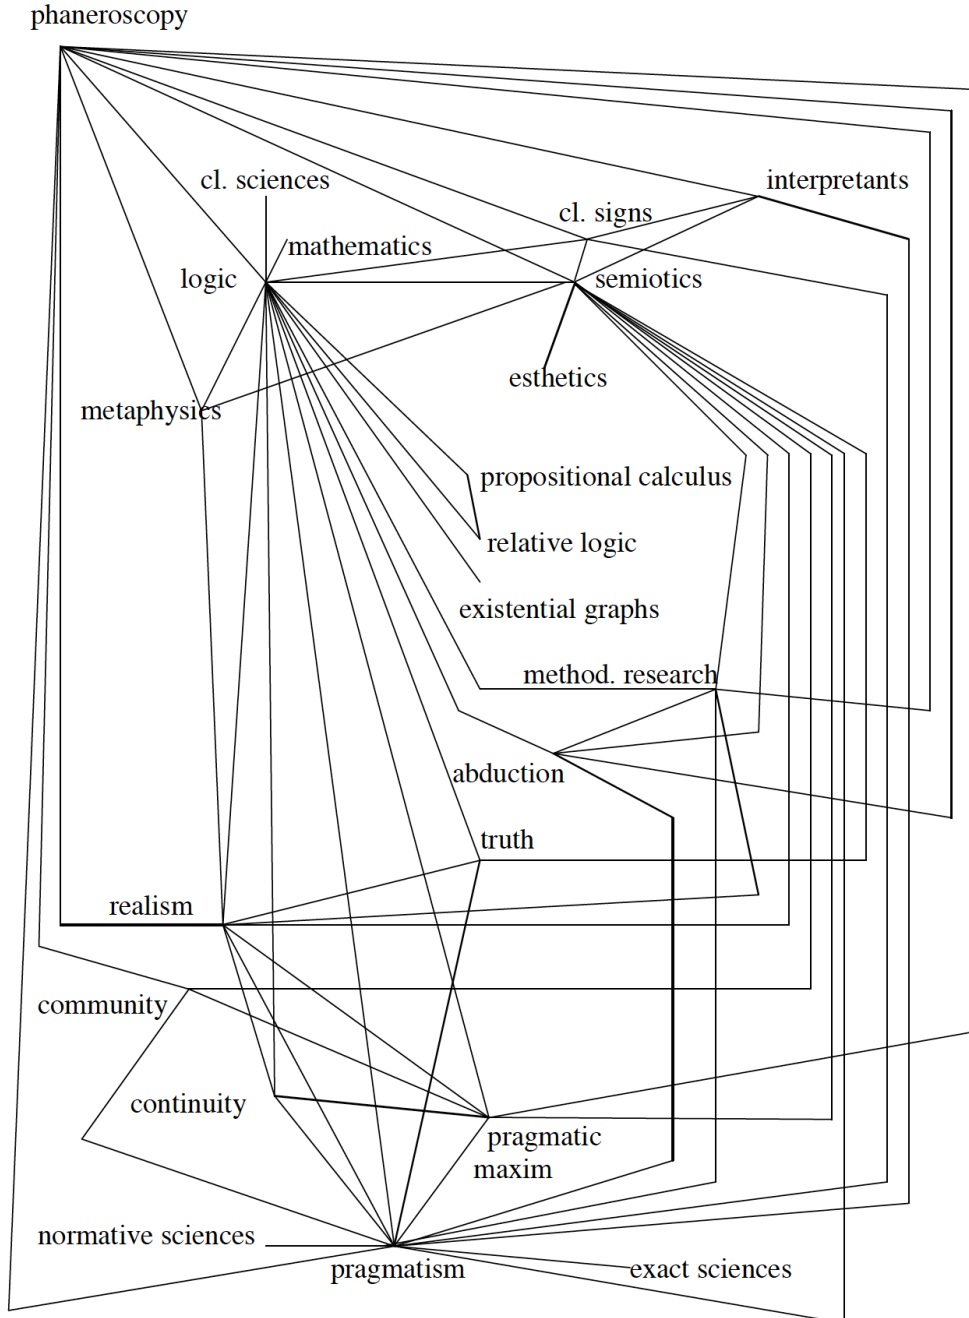 phaneroscopy
cl. sciences
interpretants
cl. signs
mathematics
logic
semiotics
esthetics
metaphysics
propositional calculus
relative logic
existential graphs
method. research
abduction
truth
realism
community
continuity
pragmatic
maxim
normative sciences
pragmatism
exact sciences